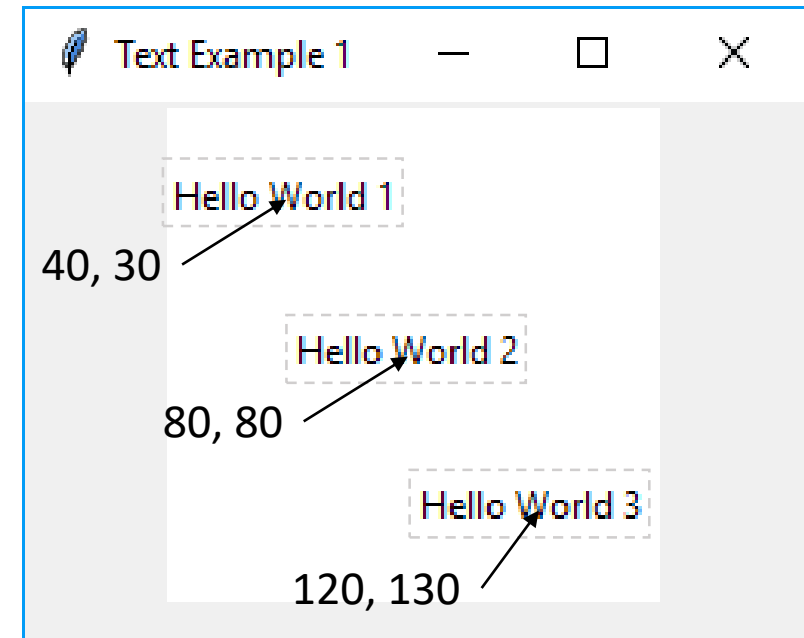 Text Example 1
Hello World 1
40, 30
Hello World 2
80, 80
Hello World 3
120, 130